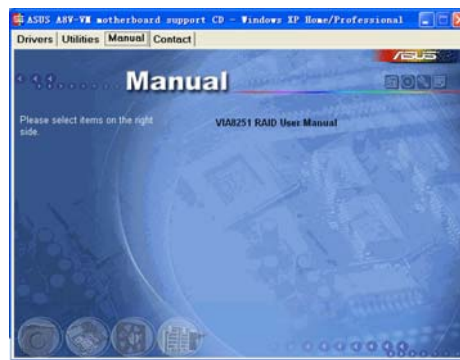 ASUS A8V-VM motherboard support CD - Windows XP Home/Professional
Drivers Utilities Manual Contact
ASUS
Manual
Please select items on the right
side.
VIA8251 RAID User Manual